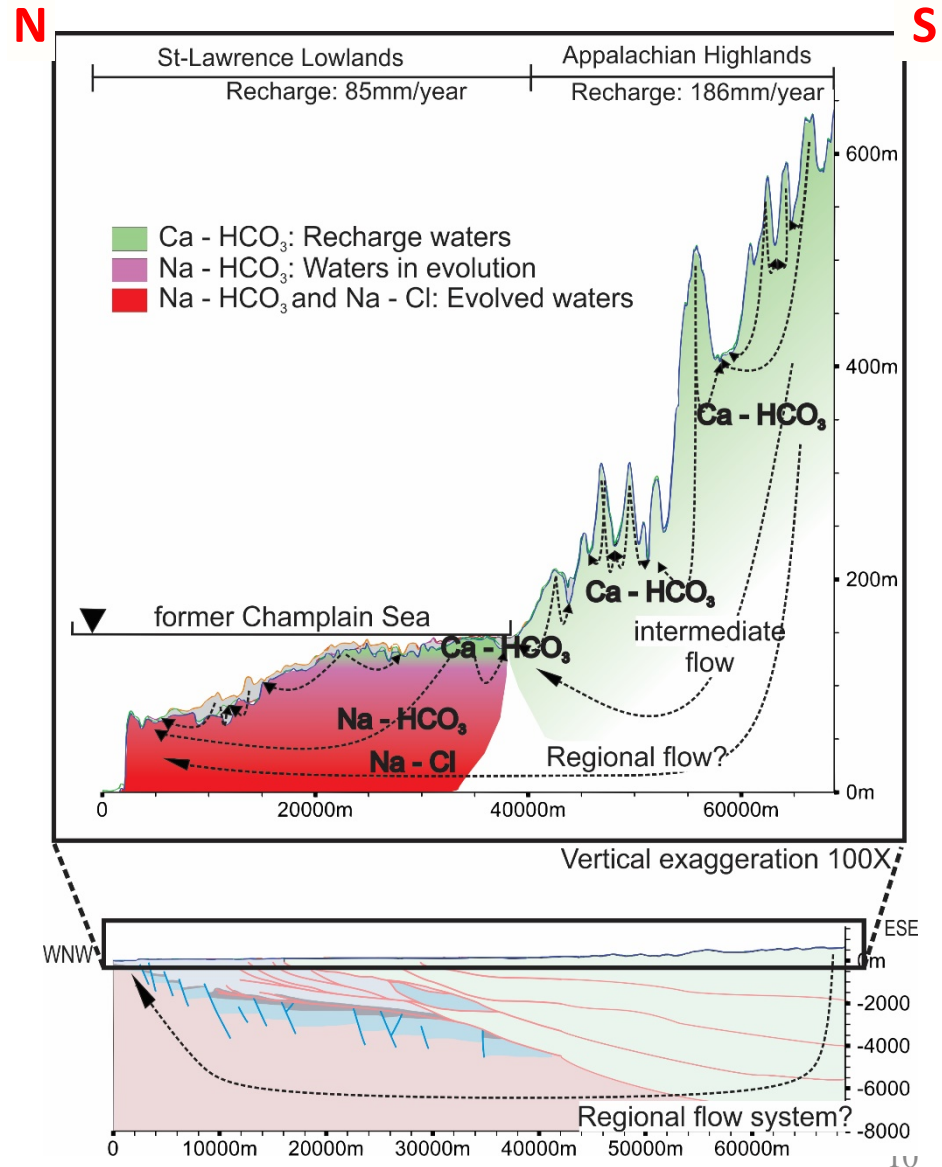 N
S
St-Lawrence Lowlands
Appalachian Highlands
Recharge: 85mm/year
Recharge: 186mm/year
600m
Ca - HCO₃: Recharge waters
Na - HCO₃: Waters in evolution
Na - HCO₃ and Na - Cl: Evolved waters
400m
Ca - HCO₃
200m
Ca - HCO₃
former Champlain Sea
Ca - HCO₃
intermediate
flow
Na - HCO₃
Na - Cl
Regional flow?
0m
0
20000m
40000m
60000m
Vertical exaggeration 100X
WNW
ESE
0m
-2000
-4000
-6000
Regional flow system?
-8000
0
10000m
20000m
30000m
40000m
50000m
60000m
10